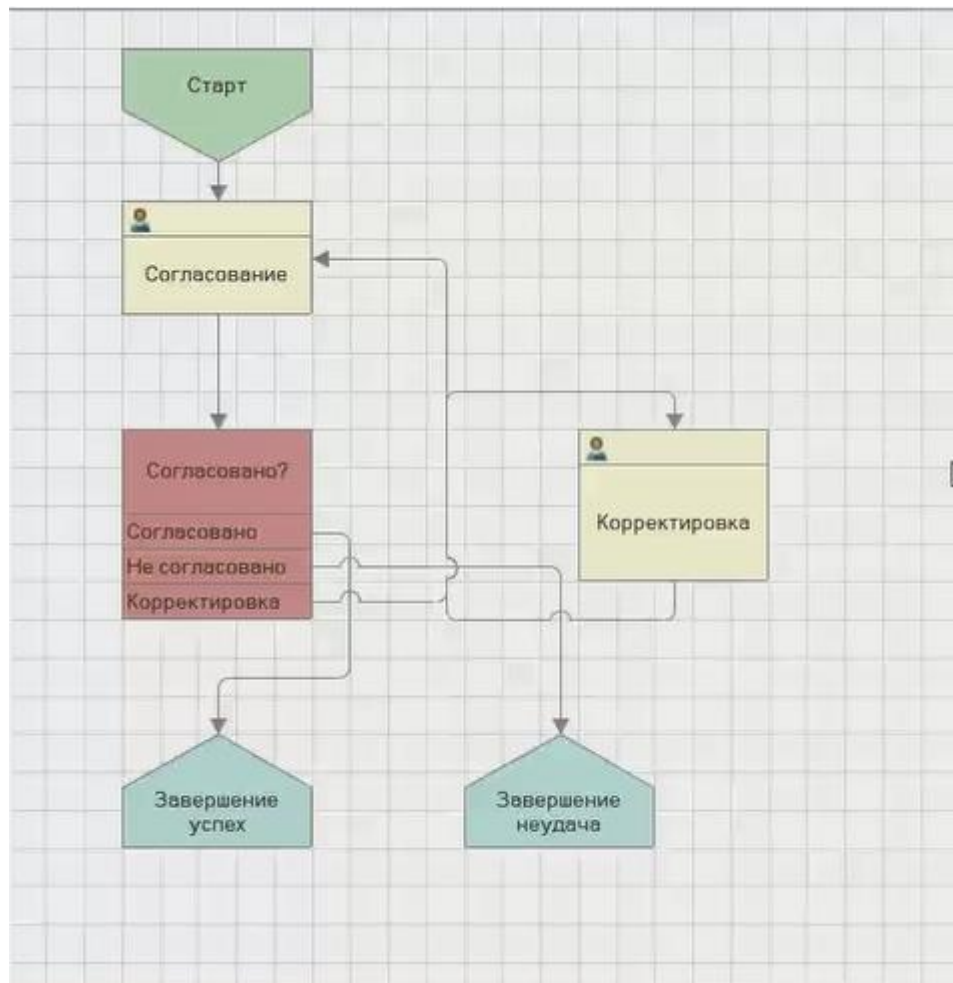 Старт
Согласование
Согласовано?
Согласовано
Не согласовано
Корректировка
Корректировка
Завершение
успех
Завершение
неудача